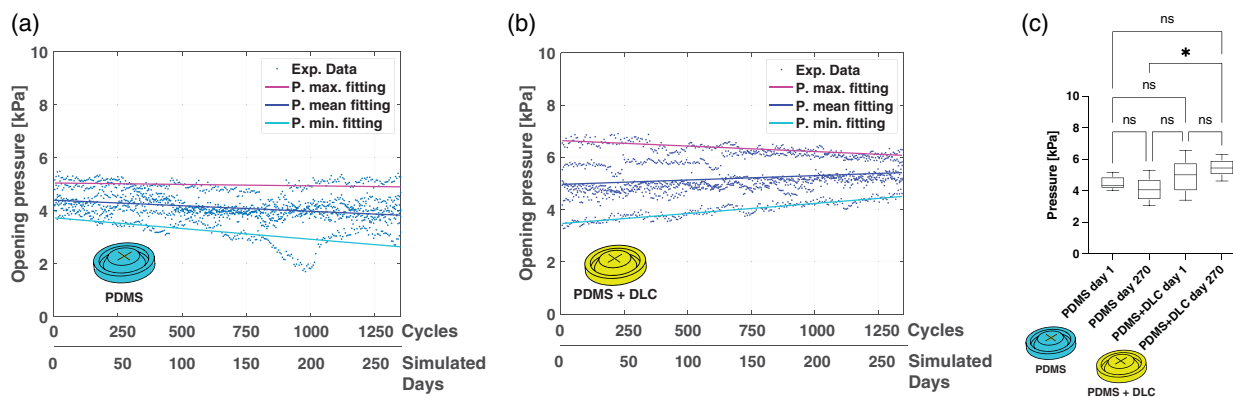 (a)
Opening pressure [kPa]
10
8
6
4
2
0
Exp. Data
P. max. fitting
P. mean fitting
P. min. fitting
PDMS
0 250 500 750 1000 1250 Cycles
0 50 100 150 200 250 Simulated
Days
(b)
Opening pressure [kPa]
10
8
6
4
2
0
Exp. Data
P. max. fitting
P. mean fitting
P. min. fitting
PDMS + DLC
0 250 500 750 1000 1250 Cycles
0 50 100 150 200 250 Simulated
Days
(c)
ns
*
ns
ns ns ns
Pressure [kPa]
10
8
6
4
2
0
PDMS day 1
PDMS day 270
PDMS+DLC day 1
PDMS+DLC day 270
PDMS
PDMS + DLC